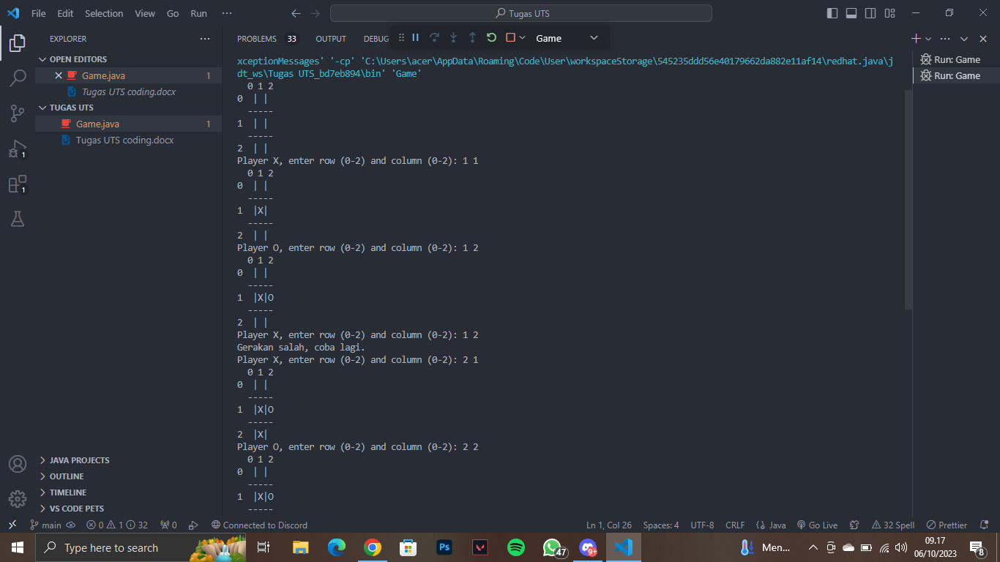 File Edit Selection View Go Run ··· Tugas UTS
EXPLORER ···
OPEN EDITORS
Game.java 1
Tugas UTS coding.docx
TUGAS UTS
Game.java 1
Tugas UTS coding.docx
1
1
JAVA PROJECTS
OUTLINE
TIMELINE
VS CODE PETS
PROBLEMS 33 OUTPUT DEBUG
Game
xceptionMessages' '-cp' 'C:\Users\acer\AppData\Roaming\Code\User\workspaceStorage\545235ddd56e40179662da882e11af14\redhat.java\j
dt_ws\Tugas UTS_bd7eb894\bin' 'Game'
  0 1 2
0  | |
  -----
1  | |
  -----
2  | |
Player X, enter row (0-2) and column (0-2): 1 1
  0 1 2
0  | |
  -----
1  |X|
  -----
2  | |
Player O, enter row (0-2) and column (0-2): 1 2
  0 1 2
0  | |
  -----
1  |X|O
  -----
2  | |
Player X, enter row (0-2) and column (0-2): 1 2
Gerakan salah, coba lagi.
Player X, enter row (0-2) and column (0-2): 2 1
  0 1 2
0  | |
  -----
1  |X|O
  -----
2  |X|
Player O, enter row (0-2) and column (0-2): 2 2
  0 1 2
0  | |
  -----
1  |X|O
  -----
Run: Game
Run: Game
main 0 1 32 0 Connected to Discord Ln 1, Col 26 Spaces: 4 UTF-8 CRLF {} Java Go Live 32 Spell Prettier
Type here to search Ps 47 9+ Men... 09.17
06/10/2023 8